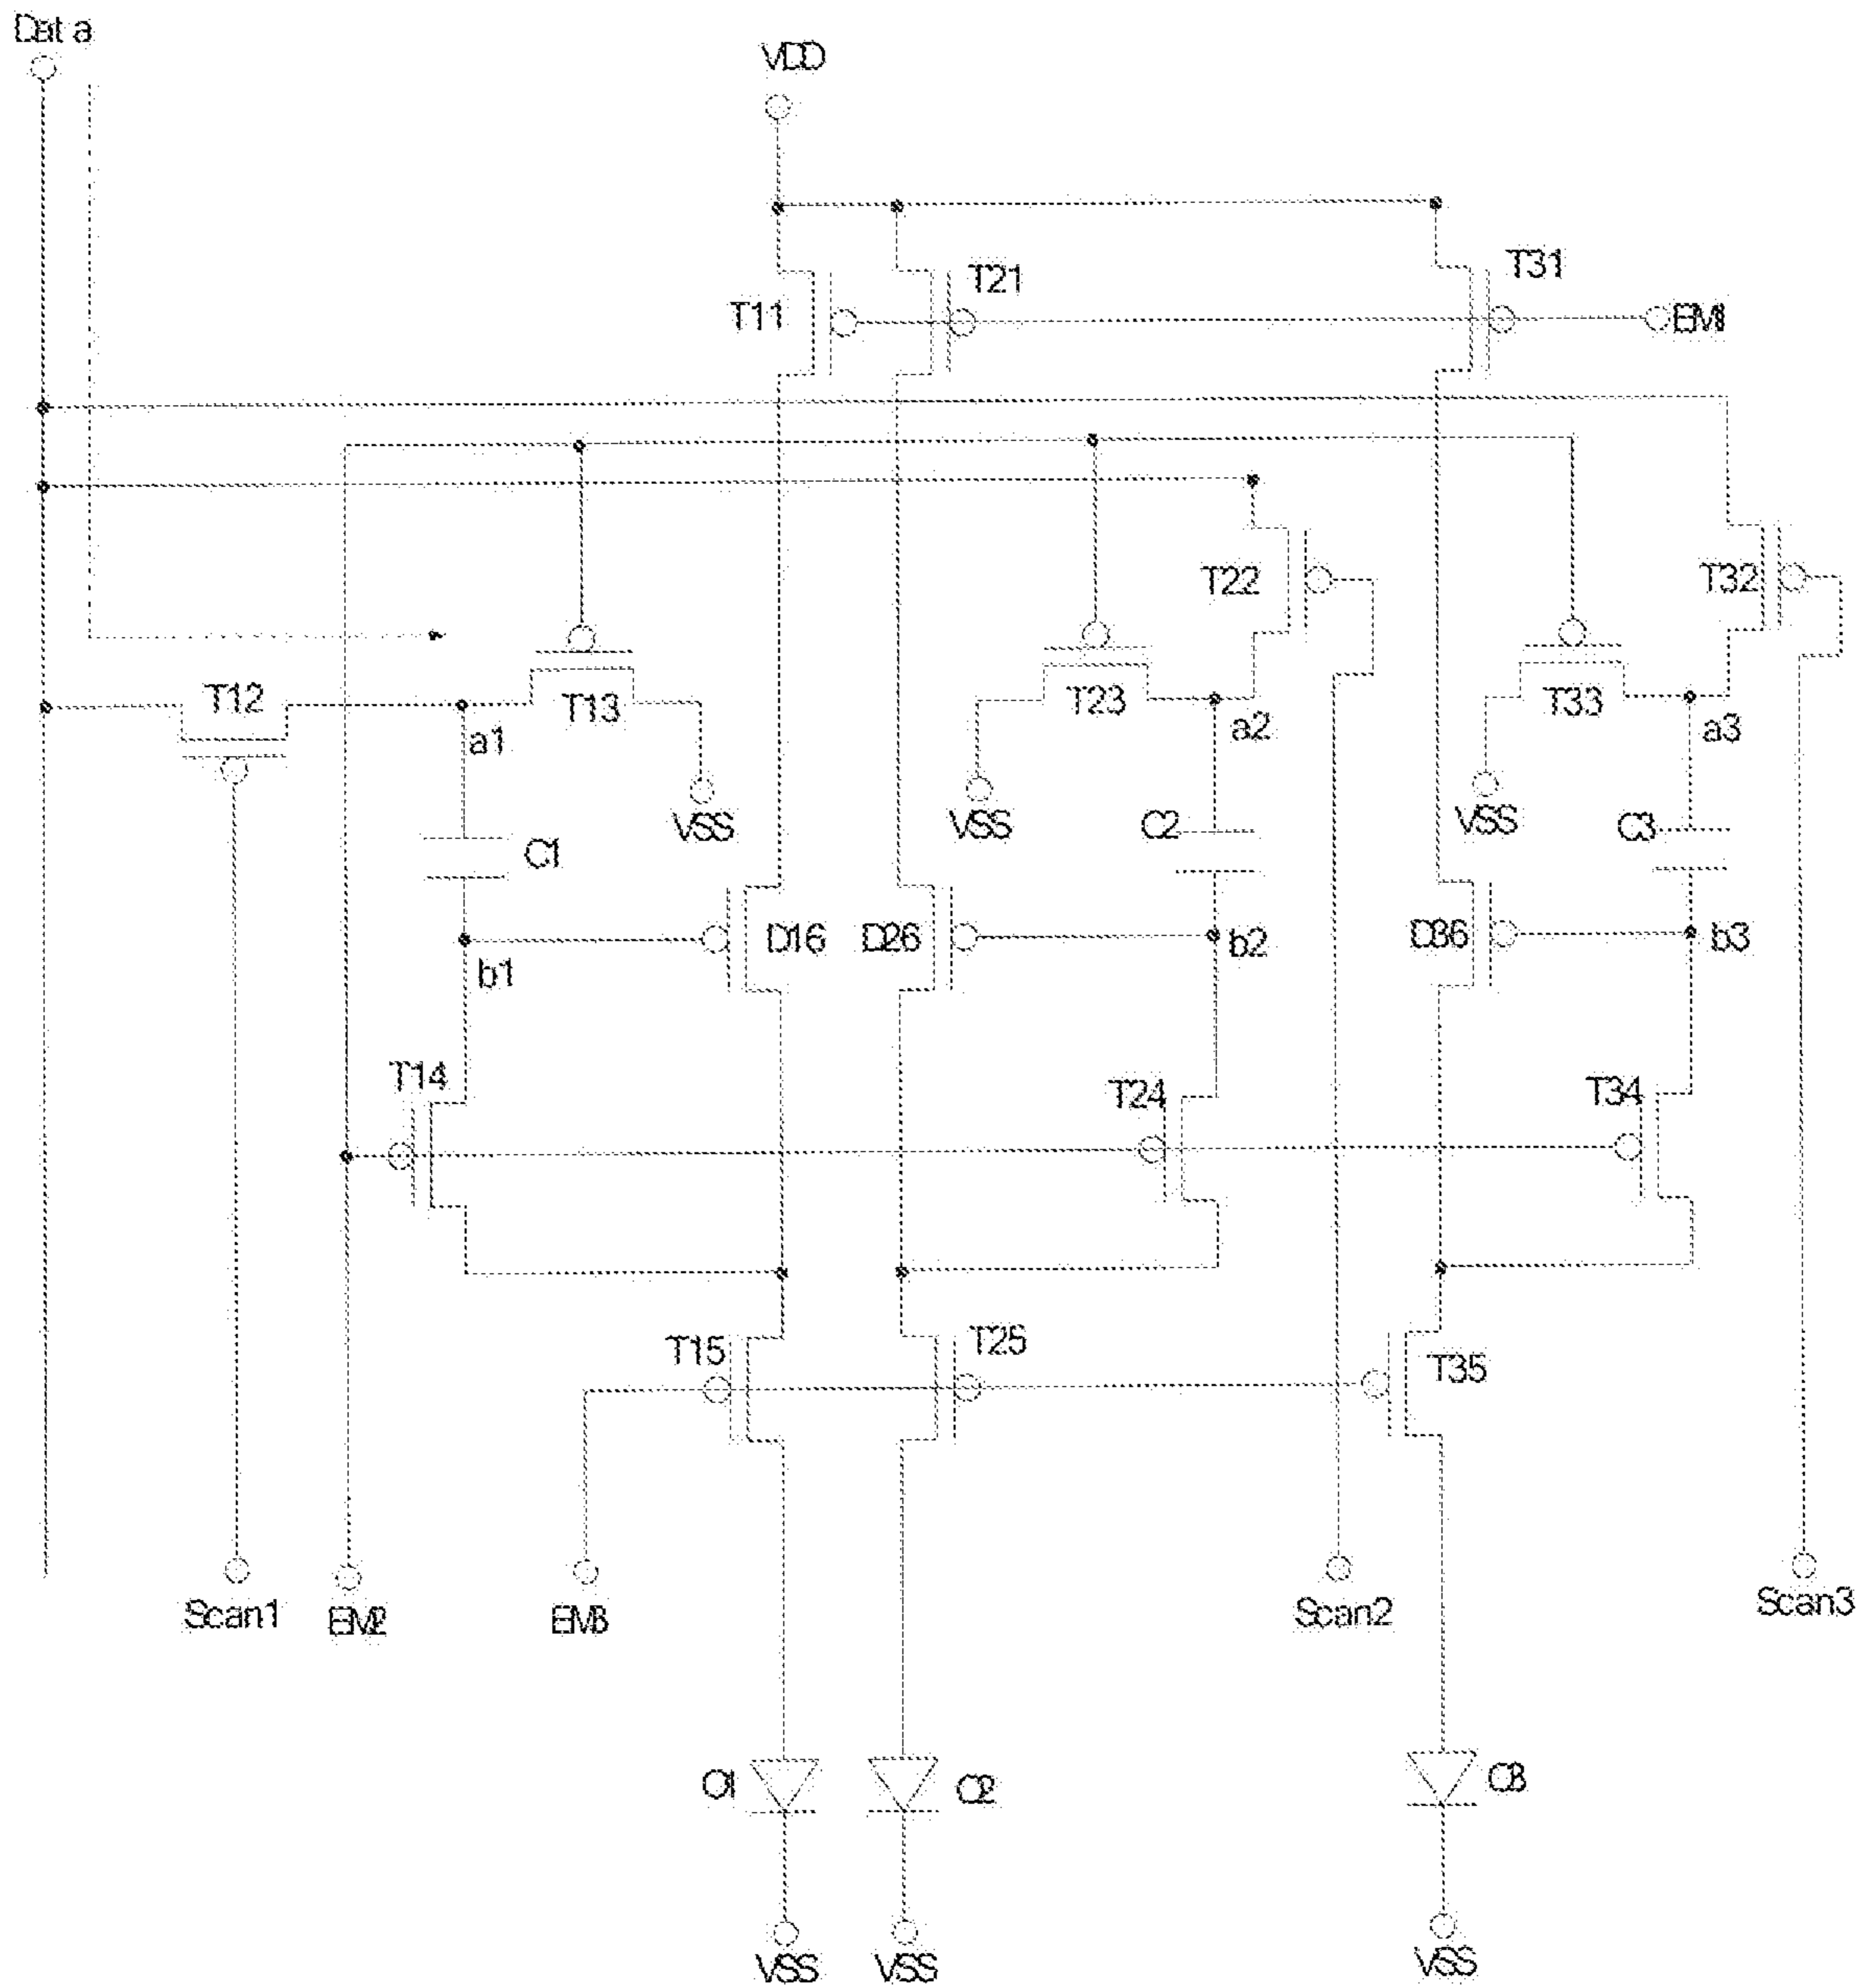 Data
VDD
T11
T21
T31
EM1
T12
T13
T22
T23
T32
T33
a1
a2
a3
VSS
VSS
VSS
C1
C2
C3
D16
D26
D36
b1
b2
b3
T14
T24
T34
T15
T25
T35
Scan1
EM2
EM3
Scan2
Scan3
O1
O2
O3
VSS
VSS
VSS